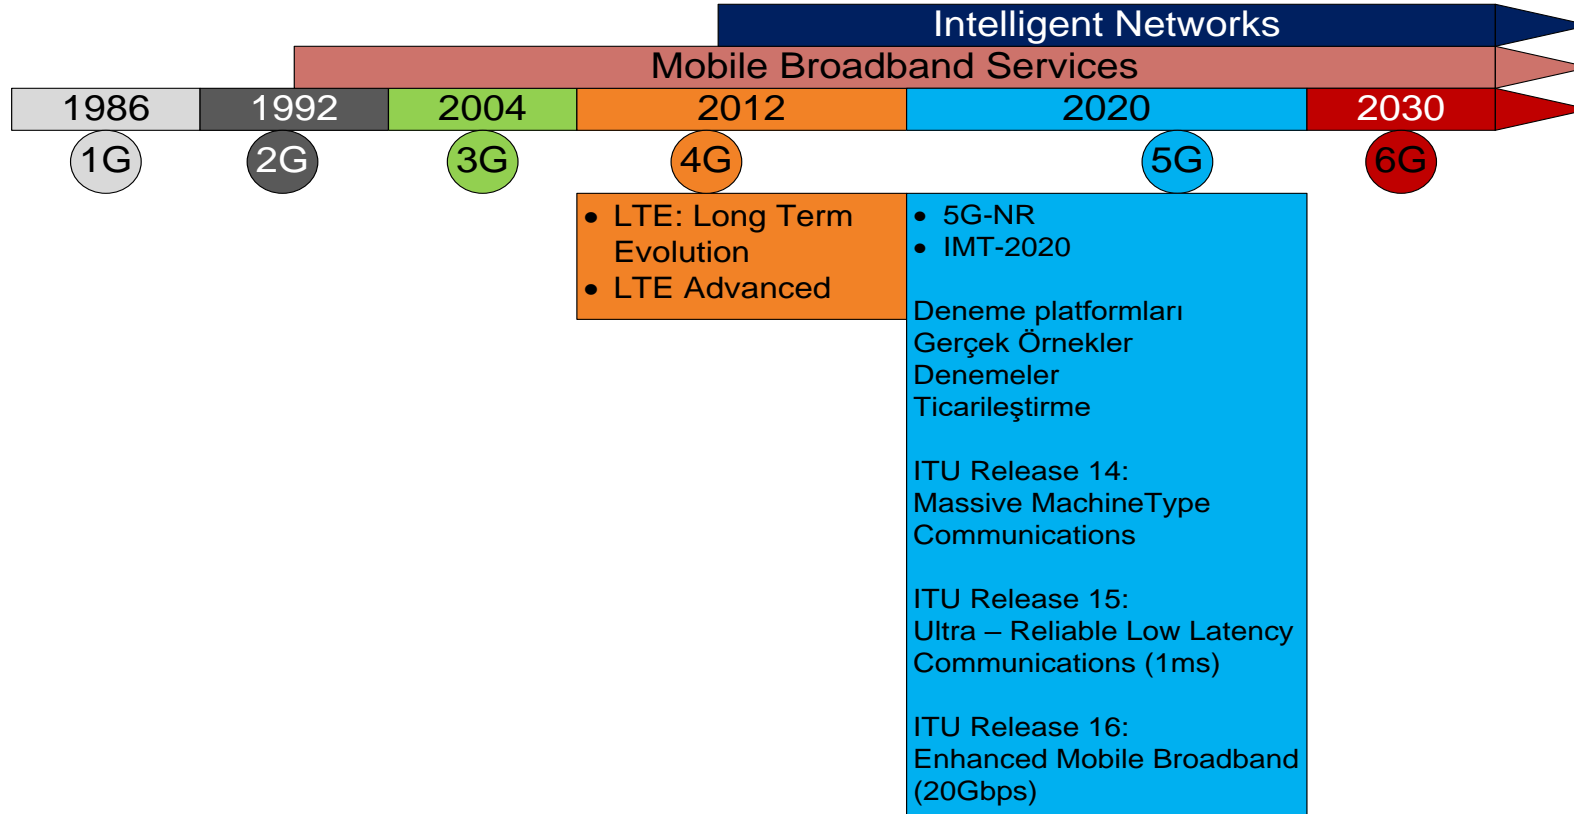 Intelligent Networks
Mobile Broadband Services
1986 1992 2004 2012 2020 2030
1G 2G 3G 4G 5G 6G
• LTE: Long Term
Evolution
• LTE Advanced
• 5G-NR
• IMT-2020
Deneme platformları
Gerçek Örnekler
Denemeler
Ticarileştirme
ITU Release 14:
Massive MachineType
Communications
ITU Release 15:
Ultra – Reliable Low Latency
Communications (1ms)
ITU Release 16:
Enhanced Mobile Broadband
(20Gbps)